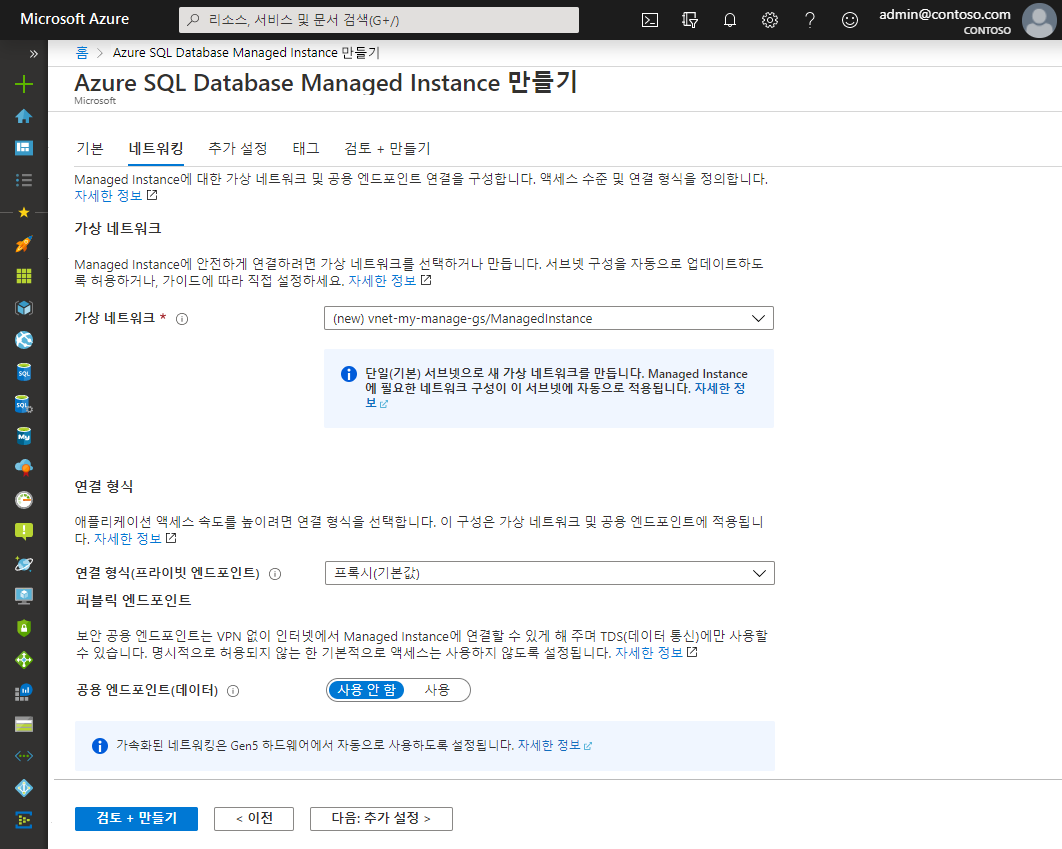 Microsoft Azure
리소스, 서비스 및 문서 검색(G+/)
admin@contoso.com
CONTOSO
홈 > Azure SQL Database Managed Instance 만들기
Azure SQL Database Managed Instance 만들기
Microsoft
기본 네트워킹 추가 설정 태그 검토 + 만들기
Managed Instance에 대한 가상 네트워크 및 공용 엔드포인트 연결을 구성합니다. 액세스 수준 및 연결 형식을 정의합니다.
자세한 정보
가상 네트워크
Managed Instance에 안전하게 연결하려면 가상 네트워크를 선택하거나 만듭니다. 서브넷 구성을 자동으로 업데이트하도
록 허용하거나, 가이드에 따라 직접 설정하세요. 자세한 정보
가상 네트워크 *
(new) vnet-my-manage-gs/ManagedInstance
단일(기본) 서브넷으로 새 가상 네트워크를 만듭니다. Managed Instance
에 필요한 네트워크 구성이 이 서브넷에 자동으로 적용됩니다. 자세한 정
보
연결 형식
애플리케이션 액세스 속도를 높이려면 연결 형식을 선택합니다. 이 구성은 가상 네트워크 및 공용 엔드포인트에 적용됩니
다. 자세한 정보
연결 형식(프라이빗 엔드포인트)
프록시(기본값)
퍼블릭 엔드포인트
보안 공용 엔드포인트는 VPN 없이 인터넷에서 Managed Instance에 연결할 수 있게 해 주며 TDS(데이터 통신)에만 사용할
수 있습니다. 명시적으로 허용되지 않는 한 기본적으로 액세스는 사용하지 않도록 설정됩니다. 자세한 정보
공용 엔드포인트(데이터)
사용 안 함 사용
가속화된 네트워킹은 Gen5 하드웨어에서 자동으로 사용하도록 설정됩니다. 자세한 정보
검토 + 만들기
< 이전
다음: 추가 설정 >
SQL
SQL
My